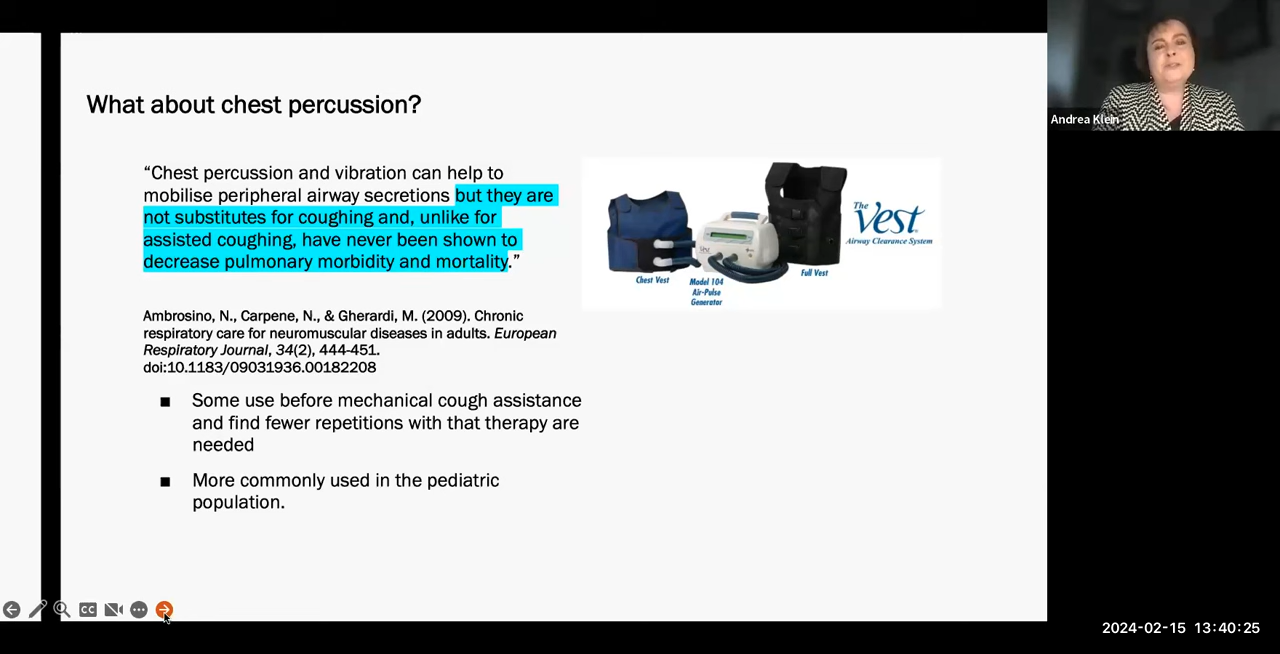 What about chest percussion?
“Chest percussion and vibration can help to
mobilise peripheral airway secretions but they are
not substitutes for coughing and, unlike for
assisted coughing, have never been shown to
decrease pulmonary morbidity and mortality.”
Ambrosino, N., Carpene, N., & Gherardi, M. (2009). Chronic
respiratory care for neuromuscular diseases in adults. European
Respiratory Journal, 34(2), 444-451.
doi:10.1183/09031936.00182208
■ Some use before mechanical cough assistance
and find fewer repetitions with that therapy are
needed
■ More commonly used in the pediatric
population.
The
Vest®
Airway Clearance System
Chest Vest
Model 104
Air-Pulse
Generator
Full Vest
Andrea Klein
CC
2024-02-15 13:40:25